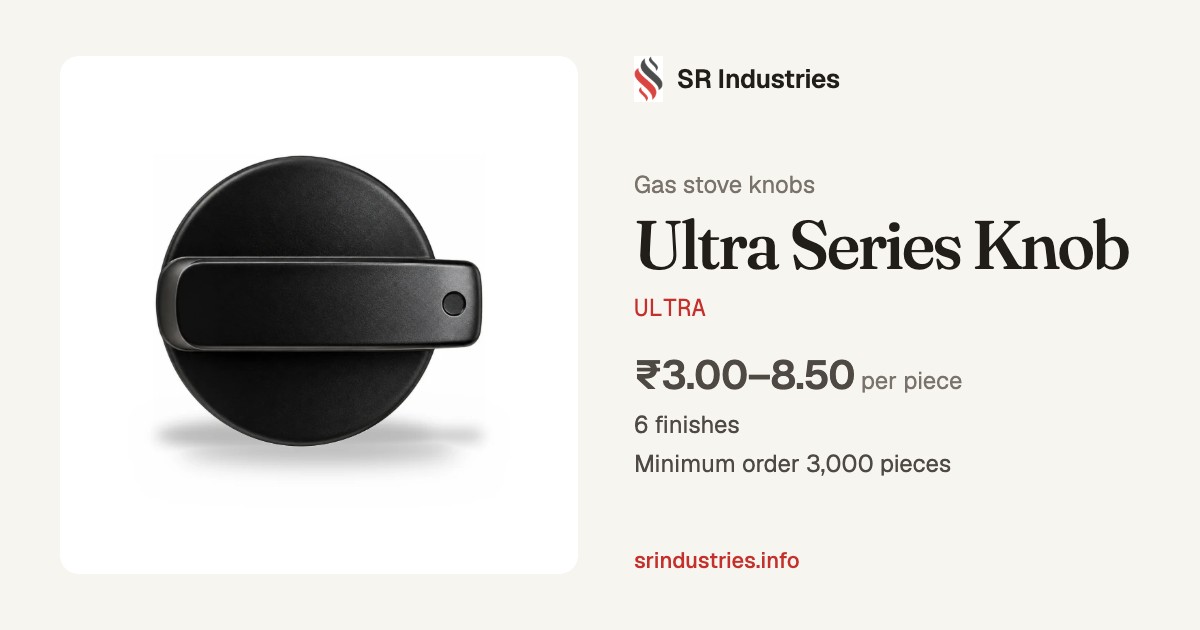 SR Industries
Gas stove knobs
Ultra Series Knob
ULTRA
₹3.00–8.50 per piece
6 finishes
Minimum order 3,000 pieces
srindustries.info